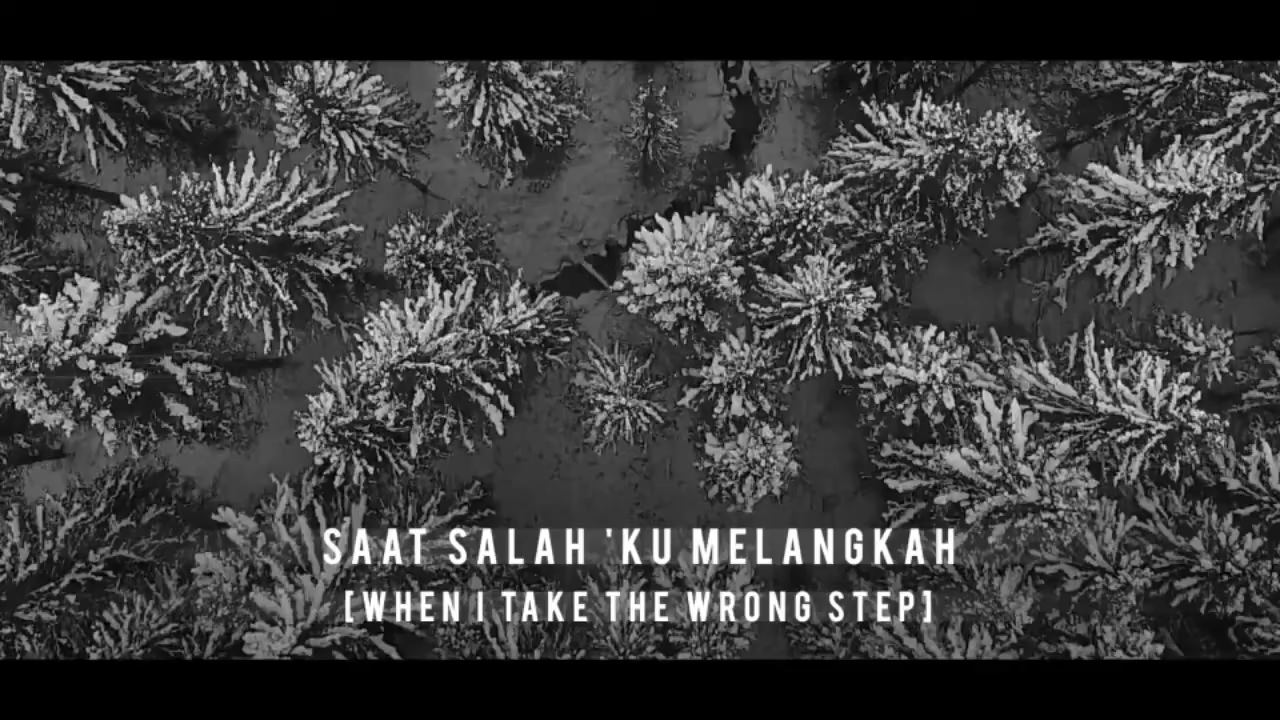 SAAT SALAH 'KU MELANGKAH
[WHEN I TAKE THE WRONG STEP]